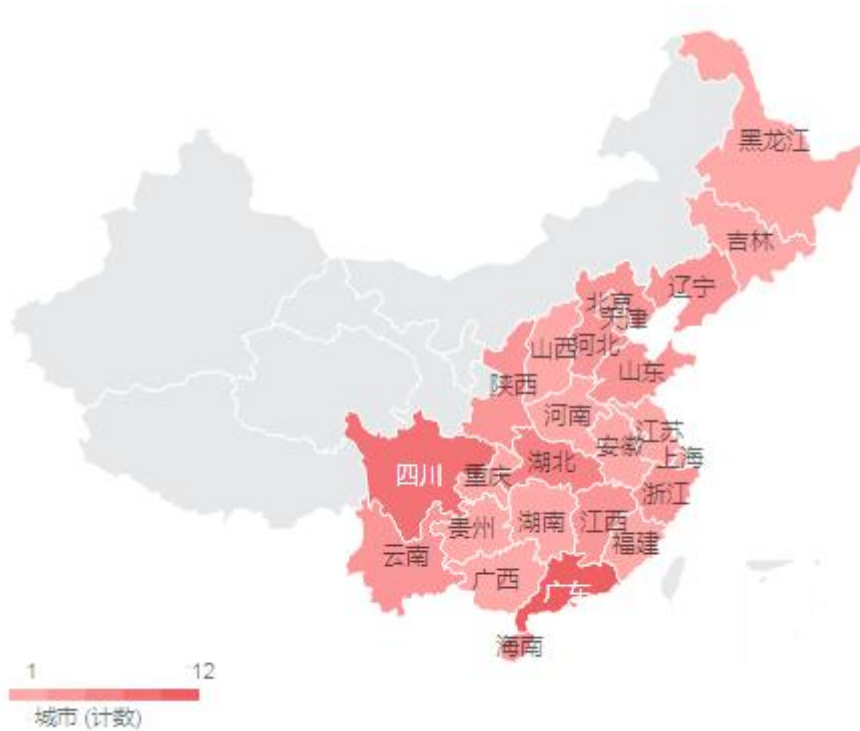 黑龙江
吉林
辽宁
北京
天津
河北
山西
山东
陕西
河南
江苏
安徽
上海
四川
重庆
湖北
浙江
贵州
湖南
江西
福建
云南
广西
广东
海南
1 12
城市 (计数)